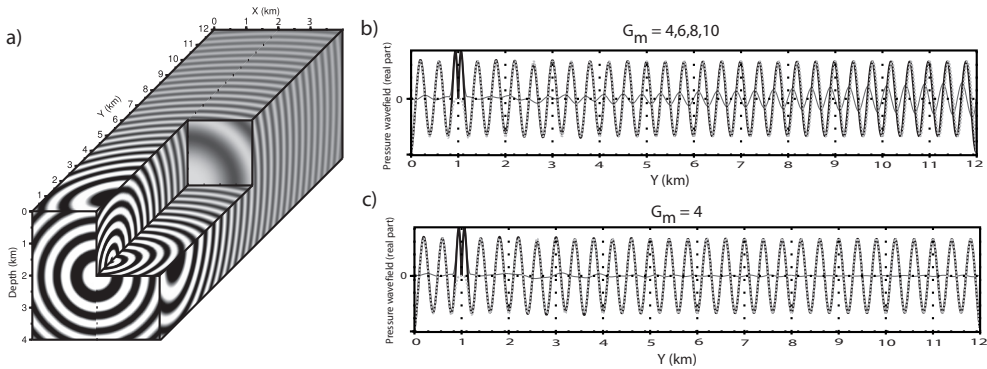 a)
X (km)
0 1 2 3
12
11
10
9
8
7
6
5
4
3
2
1
Y (km)
0
1
2
3
4
Depth (km)
b)
Gm = 4,6,8,10
Pressure wavefield (real part)
0
0 1 2 3 4 5 6 7 8 9 10 11 12
Y (km)
c)
Gm = 4
Pressure wavefield (real part)
0
0 1 2 3 4 5 6 7 8 9 10 11 12
Y (km)